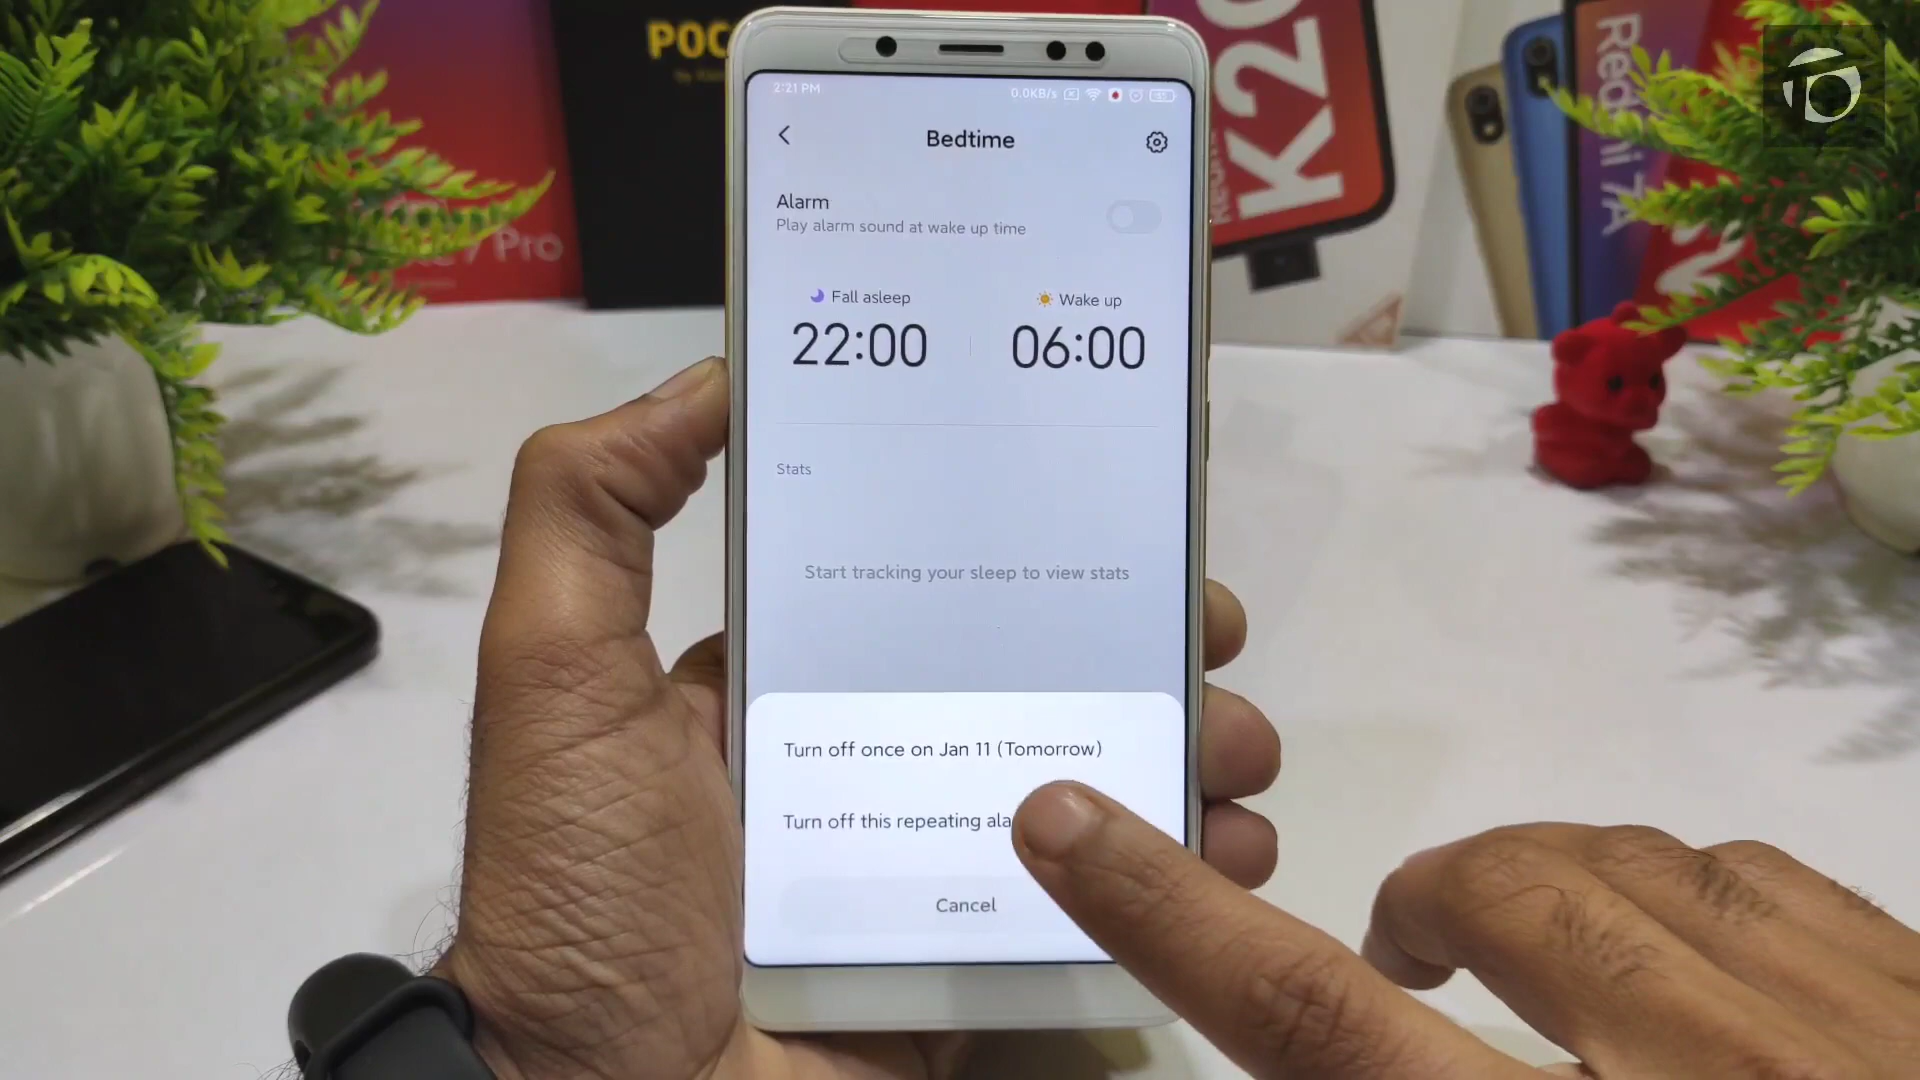 POC
K20
Redmi 7A
Pro
2:21 PM
0.0KB/s
Bedtime
Alarm
Play alarm sound at wake up time
Fall asleep
Wake up
22:00
06:00
Stats
Start tracking your sleep to view stats
Turn off once on Jan 11 (Tomorrow)
Turn off this repeating ala
Cancel